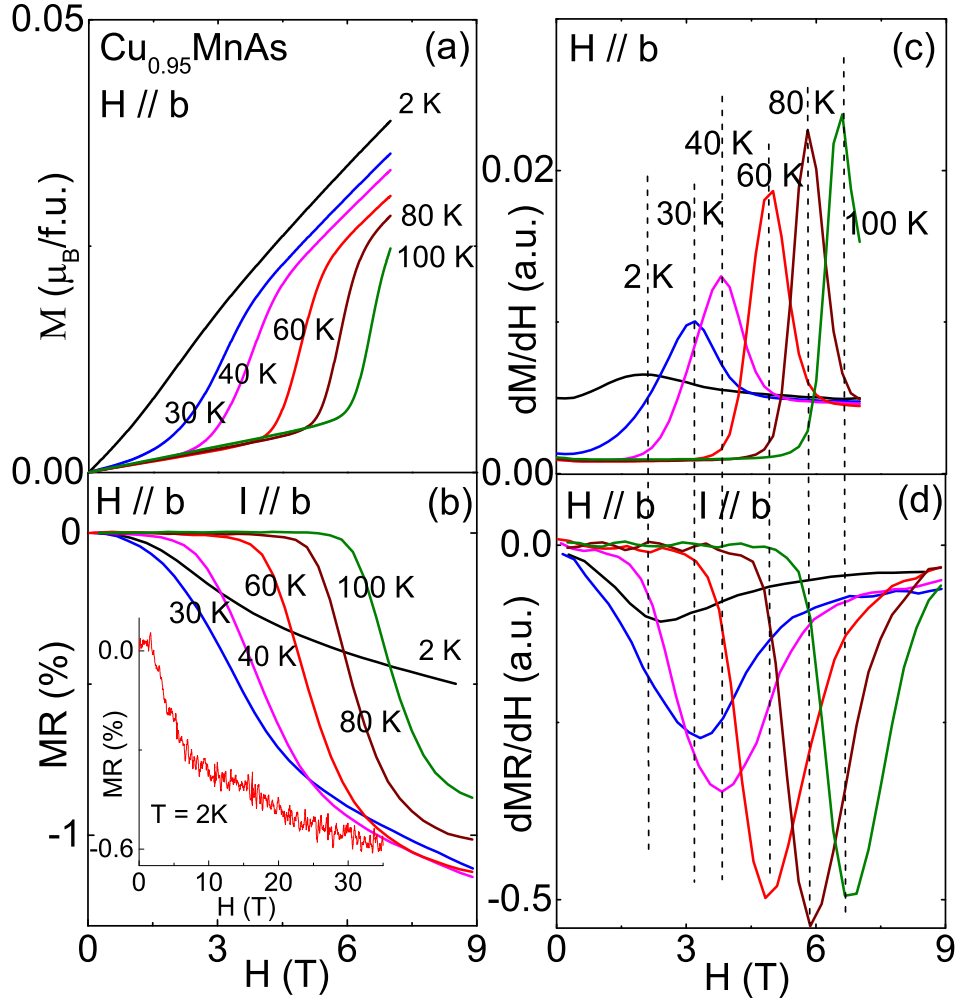 0.05
Cu0.95MnAs
(a)
H // b
2 K
80 K
100 K
60 K
40 K
30 K
M (μB/f.u.)
0.00
H // b
(c)
80 K
40 K
60 K
30 K
100 K
2 K
0.02
dM/dH (a.u.)
0.00
H // b I // b
(b)
0
60 K
100 K
30 K
40 K
2 K
80 K
MR (%)
-1
0.0
MR (%)
T = 2K
-0.6
0 10 20 30
H (T)
0 3 6 9
H (T)
H // b I // b
(d)
0.0
dMR/dH (a.u.)
-0.5
0 3 6 9
H (T)